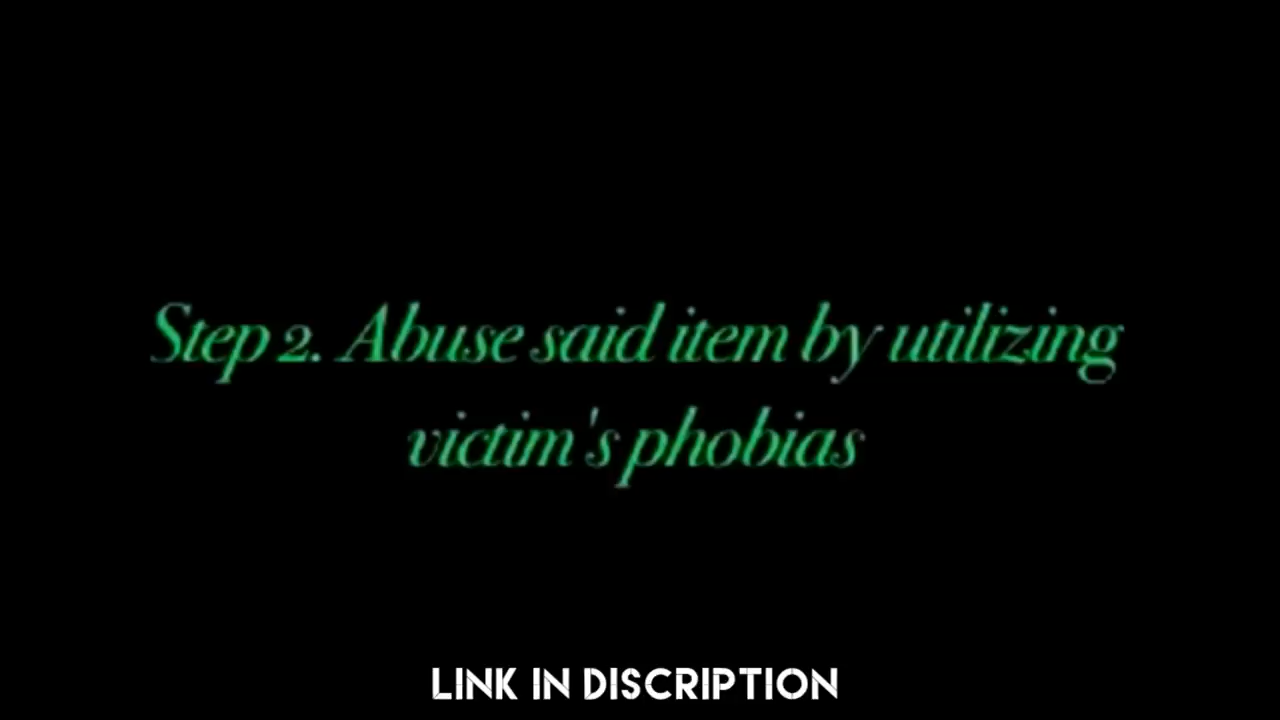 Step 2. Abuse said item by utilizing
victim's phobias
LINK IN DISCRIPTION